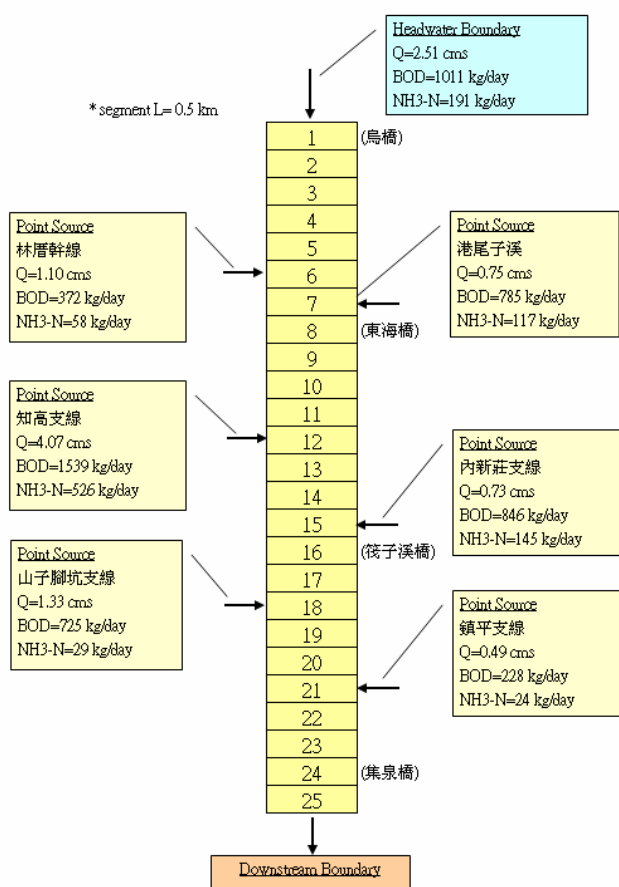 Headwater Boundary
Q=2.51 cms
BOD=1011 kg/day
NH3-N=191 kg/day
* segment L= 0.5 km
1 (烏橋)
2
3
4
5
6
7
8 (東海橋)
9
10
11
12
13
14
15
16 (筏子溪橋)
17
18
19
20
21
22
23
24 (集泉橋)
25
Point Source
林厝幹線
Q=1.10 cms
BOD=372 kg/day
NH3-N=58 kg/day
Point Source
港尾子溪
Q=0.75 cms
BOD=785 kg/day
NH3-N=117 kg/day
Point Source
知高支線
Q=4.07 cms
BOD=1539 kg/day
NH3-N=526 kg/day
Point Source
內新莊支線
Q=0.73 cms
BOD=846 kg/day
NH3-N=145 kg/day
Point Source
山子腳坑支線
Q=1.33 cms
BOD=725 kg/day
NH3-N=29 kg/day
Point Source
鎮平支線
Q=0.49 cms
BOD=228 kg/day
NH3-N=24 kg/day
Downstream Boundary